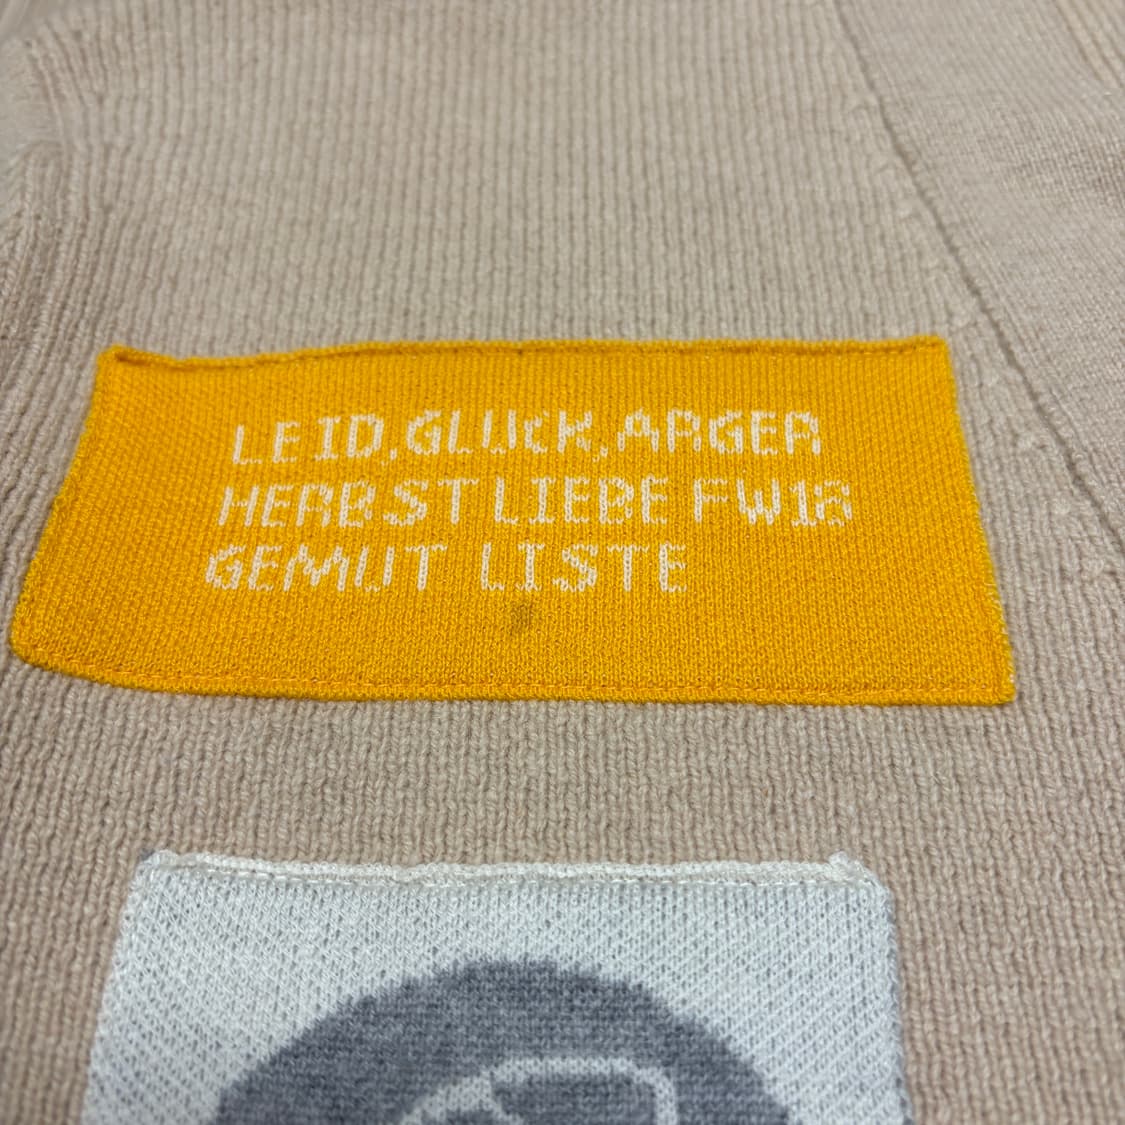 LEID,GLUCK,ARGER
HERBST LIEBE FW18
GEMUT LISTE